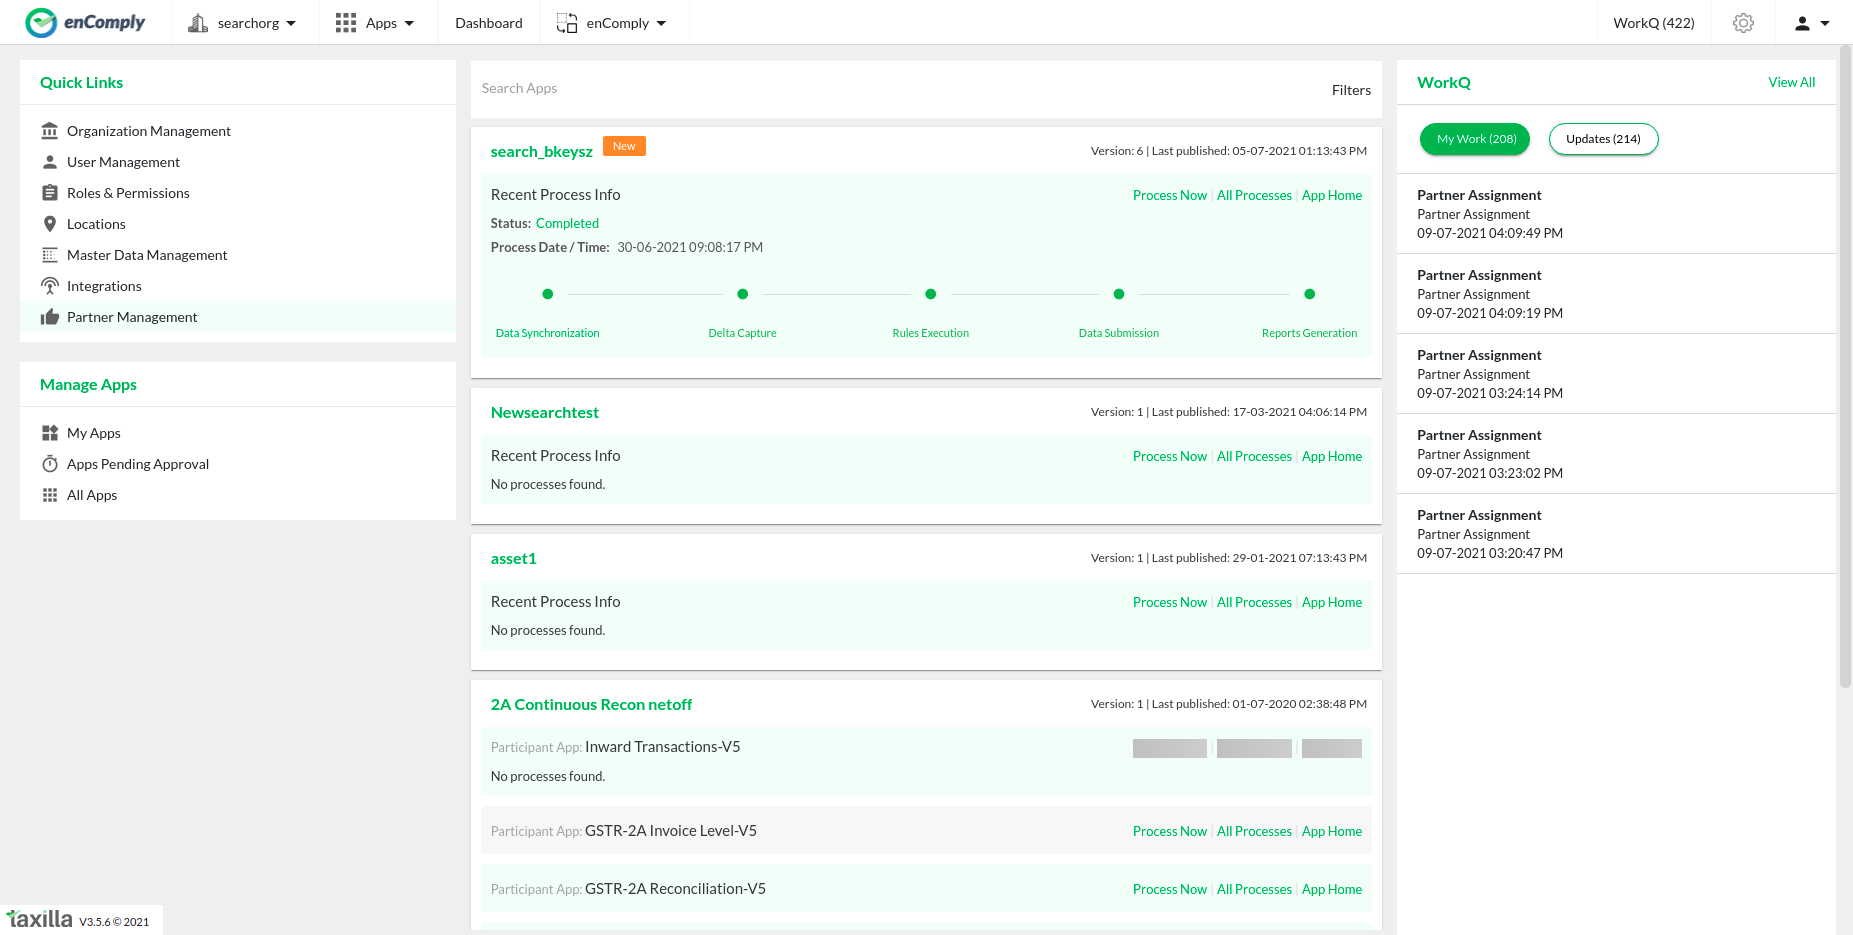 enComply
searchorg
Apps
Dashboard
enComply
WorkQ (422)
Quick Links
Organization Management
User Management
Roles & Permissions
Locations
Master Data Management
Integrations
Partner Management
Manage Apps
My Apps
Apps Pending Approval
All Apps
Search Apps
Filters
search_bkeysz New
Version: 6 | Last published: 05-07-2021 01:13:43 PM
Recent Process Info
Process Now | All Processes | App Home
Status: Completed
Process Date / Time: 30-06-2021 09:08:17 PM
Data Synchronization
Delta Capture
Rules Execution
Data Submission
Reports Generation
Newsearchtest
Version: 1 | Last published: 17-03-2021 04:06:14 PM
Recent Process Info
Process Now | All Processes | App Home
No processes found.
asset1
Version: 1 | Last published: 29-01-2021 07:13:43 PM
Recent Process Info
Process Now | All Processes | App Home
No processes found.
2A Continuous Recon netoff
Version: 1 | Last published: 01-07-2020 02:38:48 PM
Participant App: Inward Transactions-V5
No processes found.
Participant App: GSTR-2A Invoice Level-V5
Process Now | All Processes | App Home
Participant App: GSTR-2A Reconciliation-V5
Process Now | All Processes | App Home
WorkQ
View All
My Work (208)
Updates (214)
Partner Assignment
Partner Assignment
09-07-2021 04:09:49 PM
Partner Assignment
Partner Assignment
09-07-2021 04:09:19 PM
Partner Assignment
Partner Assignment
09-07-2021 03:24:14 PM
Partner Assignment
Partner Assignment
09-07-2021 03:23:02 PM
Partner Assignment
Partner Assignment
09-07-2021 03:20:47 PM
taxilla V3.5.6 © 2021